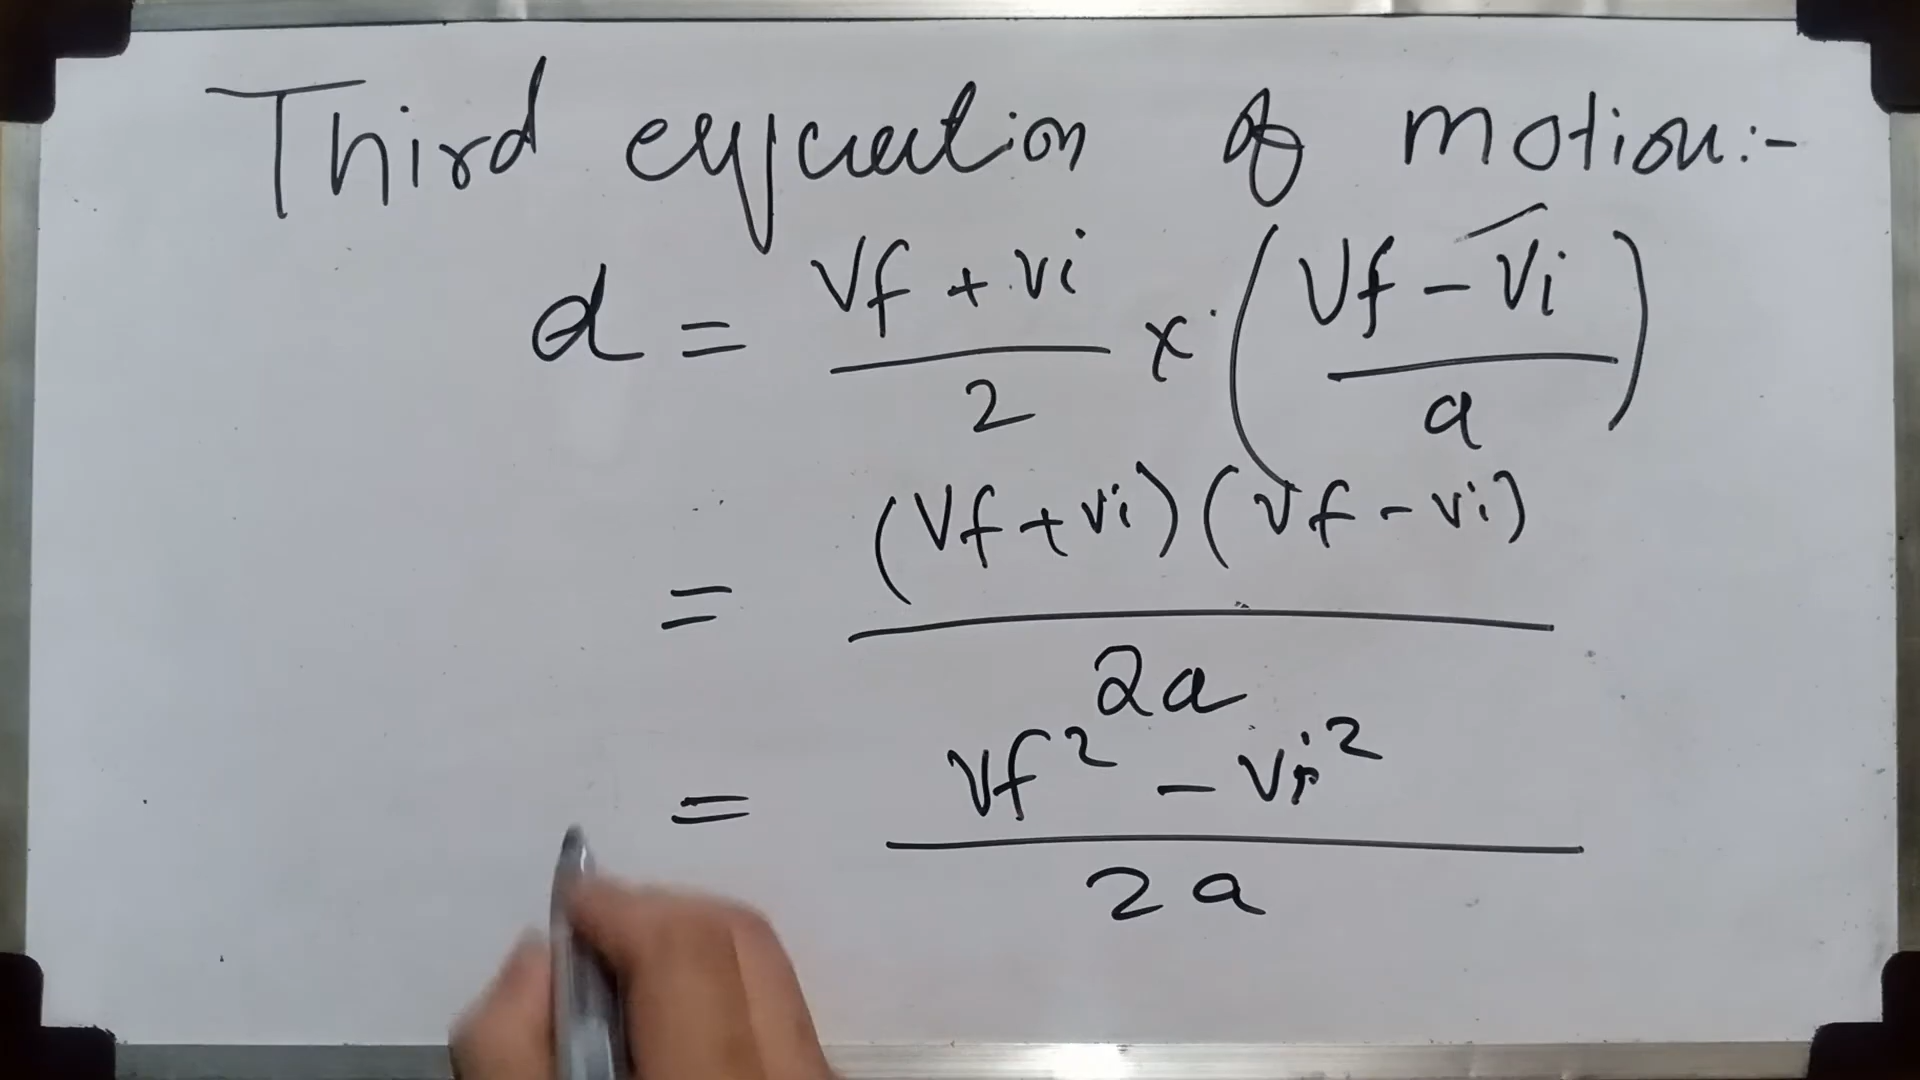 Third equation of motion:-
d = Vf + Vi / 2 × (Vf - Vi / a)
= (Vf + Vi) (Vf - Vi) / 2a
= Vf² - Vi² / 2a